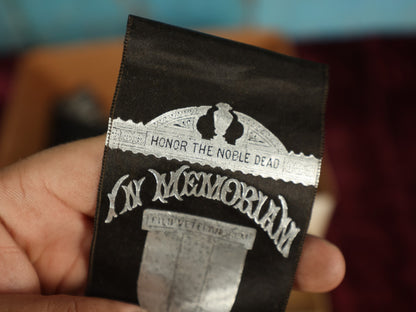 HONOR THE NOBLE DEAD
IN MEMORIAM